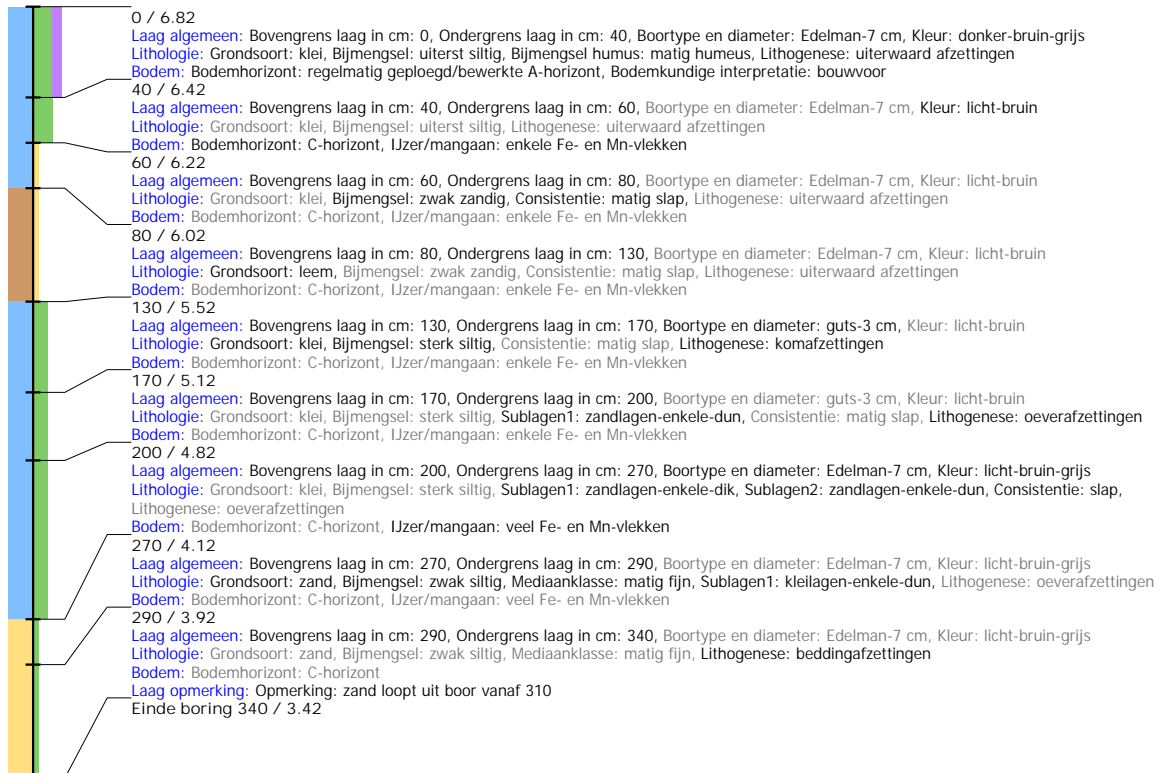 0 / 6.82
Laag algemeen: Bovengrens laag in cm: 0, Ondergrens laag in cm: 40, Boortype en diameter: Edelman-7 cm, Kleur: donker-bruin-grijs
Lithologie: Grondsoort: klei, Bijmengsel: uiterst siltig, Bijmengsel humus: matig humeus, Lithogenese: uiterwaard afzettingen
Bodem: Bodemhorizont: regelmatig geploegd/bewerkte A-horizont, Bodemkundige interpretatie: bouwvoor
40 / 6.42
Laag algemeen: Bovengrens laag in cm: 40, Ondergrens laag in cm: 60, Boortype en diameter: Edelman-7 cm, Kleur: licht-bruin
Lithologie: Grondsoort: klei, Bijmengsel: uiterst siltig, Lithogenese: uiterwaard afzettingen
Bodem: Bodemhorizont: C-horizont, IJzer/mangaan: enkele Fe- en Mn-vlekken
60 / 6.22
Laag algemeen: Bovengrens laag in cm: 60, Ondergrens laag in cm: 80, Boortype en diameter: Edelman-7 cm, Kleur: licht-bruin
Lithologie: Grondsoort: klei, Bijmengsel: zwak zandig, Consistentie: matig slap, Lithogenese: uiterwaard afzettingen
Bodem: Bodemhorizont: C-horizont, IJzer/mangaan: enkele Fe- en Mn-vlekken
80 / 6.02
Laag algemeen: Bovengrens laag in cm: 80, Ondergrens laag in cm: 130, Boortype en diameter: Edelman-7 cm, Kleur: licht-bruin
Lithologie: Grondsoort: leem, Bijmengsel: zwak zandig, Consistentie: matig slap, Lithogenese: uiterwaard afzettingen
Bodem: Bodemhorizont: C-horizont, IJzer/mangaan: enkele Fe- en Mn-vlekken
130 / 5.52
Laag algemeen: Bovengrens laag in cm: 130, Ondergrens laag in cm: 170, Boortype en diameter: guts-3 cm, Kleur: licht-bruin
Lithologie: Grondsoort: klei, Bijmengsel: sterk siltig, Consistentie: matig slap, Lithogenese: komafzettingen
Bodem: Bodemhorizont: C-horizont, IJzer/mangaan: enkele Fe- en Mn-vlekken
170 / 5.12
Laag algemeen: Bovengrens laag in cm: 170, Ondergrens laag in cm: 200, Boortype en diameter: guts-3 cm, Kleur: licht-bruin
Lithologie: Grondsoort: klei, Bijmengsel: sterk siltig, Sublagen1: zandlagen-enkele-dun, Consistentie: matig slap, Lithogenese: oeverafzettingen
Bodem: Bodemhorizont: C-horizont, IJzer/mangaan: enkele Fe- en Mn-vlekken
200 / 4.82
Laag algemeen: Bovengrens laag in cm: 200, Ondergrens laag in cm: 270, Boortype en diameter: Edelman-7 cm, Kleur: licht-bruin-grijs
Lithologie: Grondsoort: klei, Bijmengsel: sterk siltig, Sublagen1: zandlagen-enkele-dik, Sublagen2: zandlagen-enkele-dun, Consistentie: slap,
Lithogenese: oeverafzettingen
Bodem: Bodemhorizont: C-horizont, IJzer/mangaan: veel Fe- en Mn-vlekken
270 / 4.12
Laag algemeen: Bovengrens laag in cm: 270, Ondergrens laag in cm: 290, Boortype en diameter: Edelman-7 cm, Kleur: licht-bruin-grijs
Lithologie: Grondsoort: zand, Bijmengsel: zwak siltig, Mediaanklasse: matig fijn, Sublagen1: kleilagen-enkele-dun, Lithogenese: oeverafzettingen
Bodem: Bodemhorizont: C-horizont, IJzer/mangaan: veel Fe- en Mn-vlekken
290 / 3.92
Laag algemeen: Bovengrens laag in cm: 290, Ondergrens laag in cm: 340, Boortype en diameter: Edelman-7 cm, Kleur: licht-bruin-grijs
Lithologie: Grondsoort: zand, Bijmengsel: zwak siltig, Mediaanklasse: matig fijn, Lithogenese: beddingafzettingen
Bodem: Bodemhorizont: C-horizont
Laag opmerking: Opmerking: zand loopt uit boor vanaf 310
Einde boring 340 / 3.42